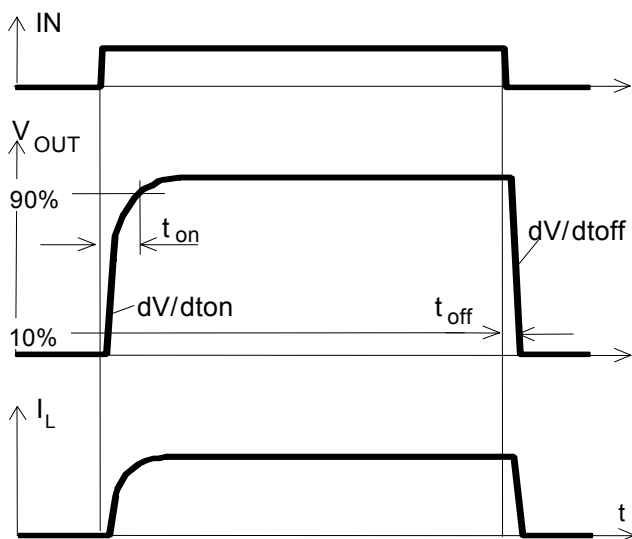 IN
V OUT
90%
t on
dV/dtoff
dV/dton
t off
10%
I L
t